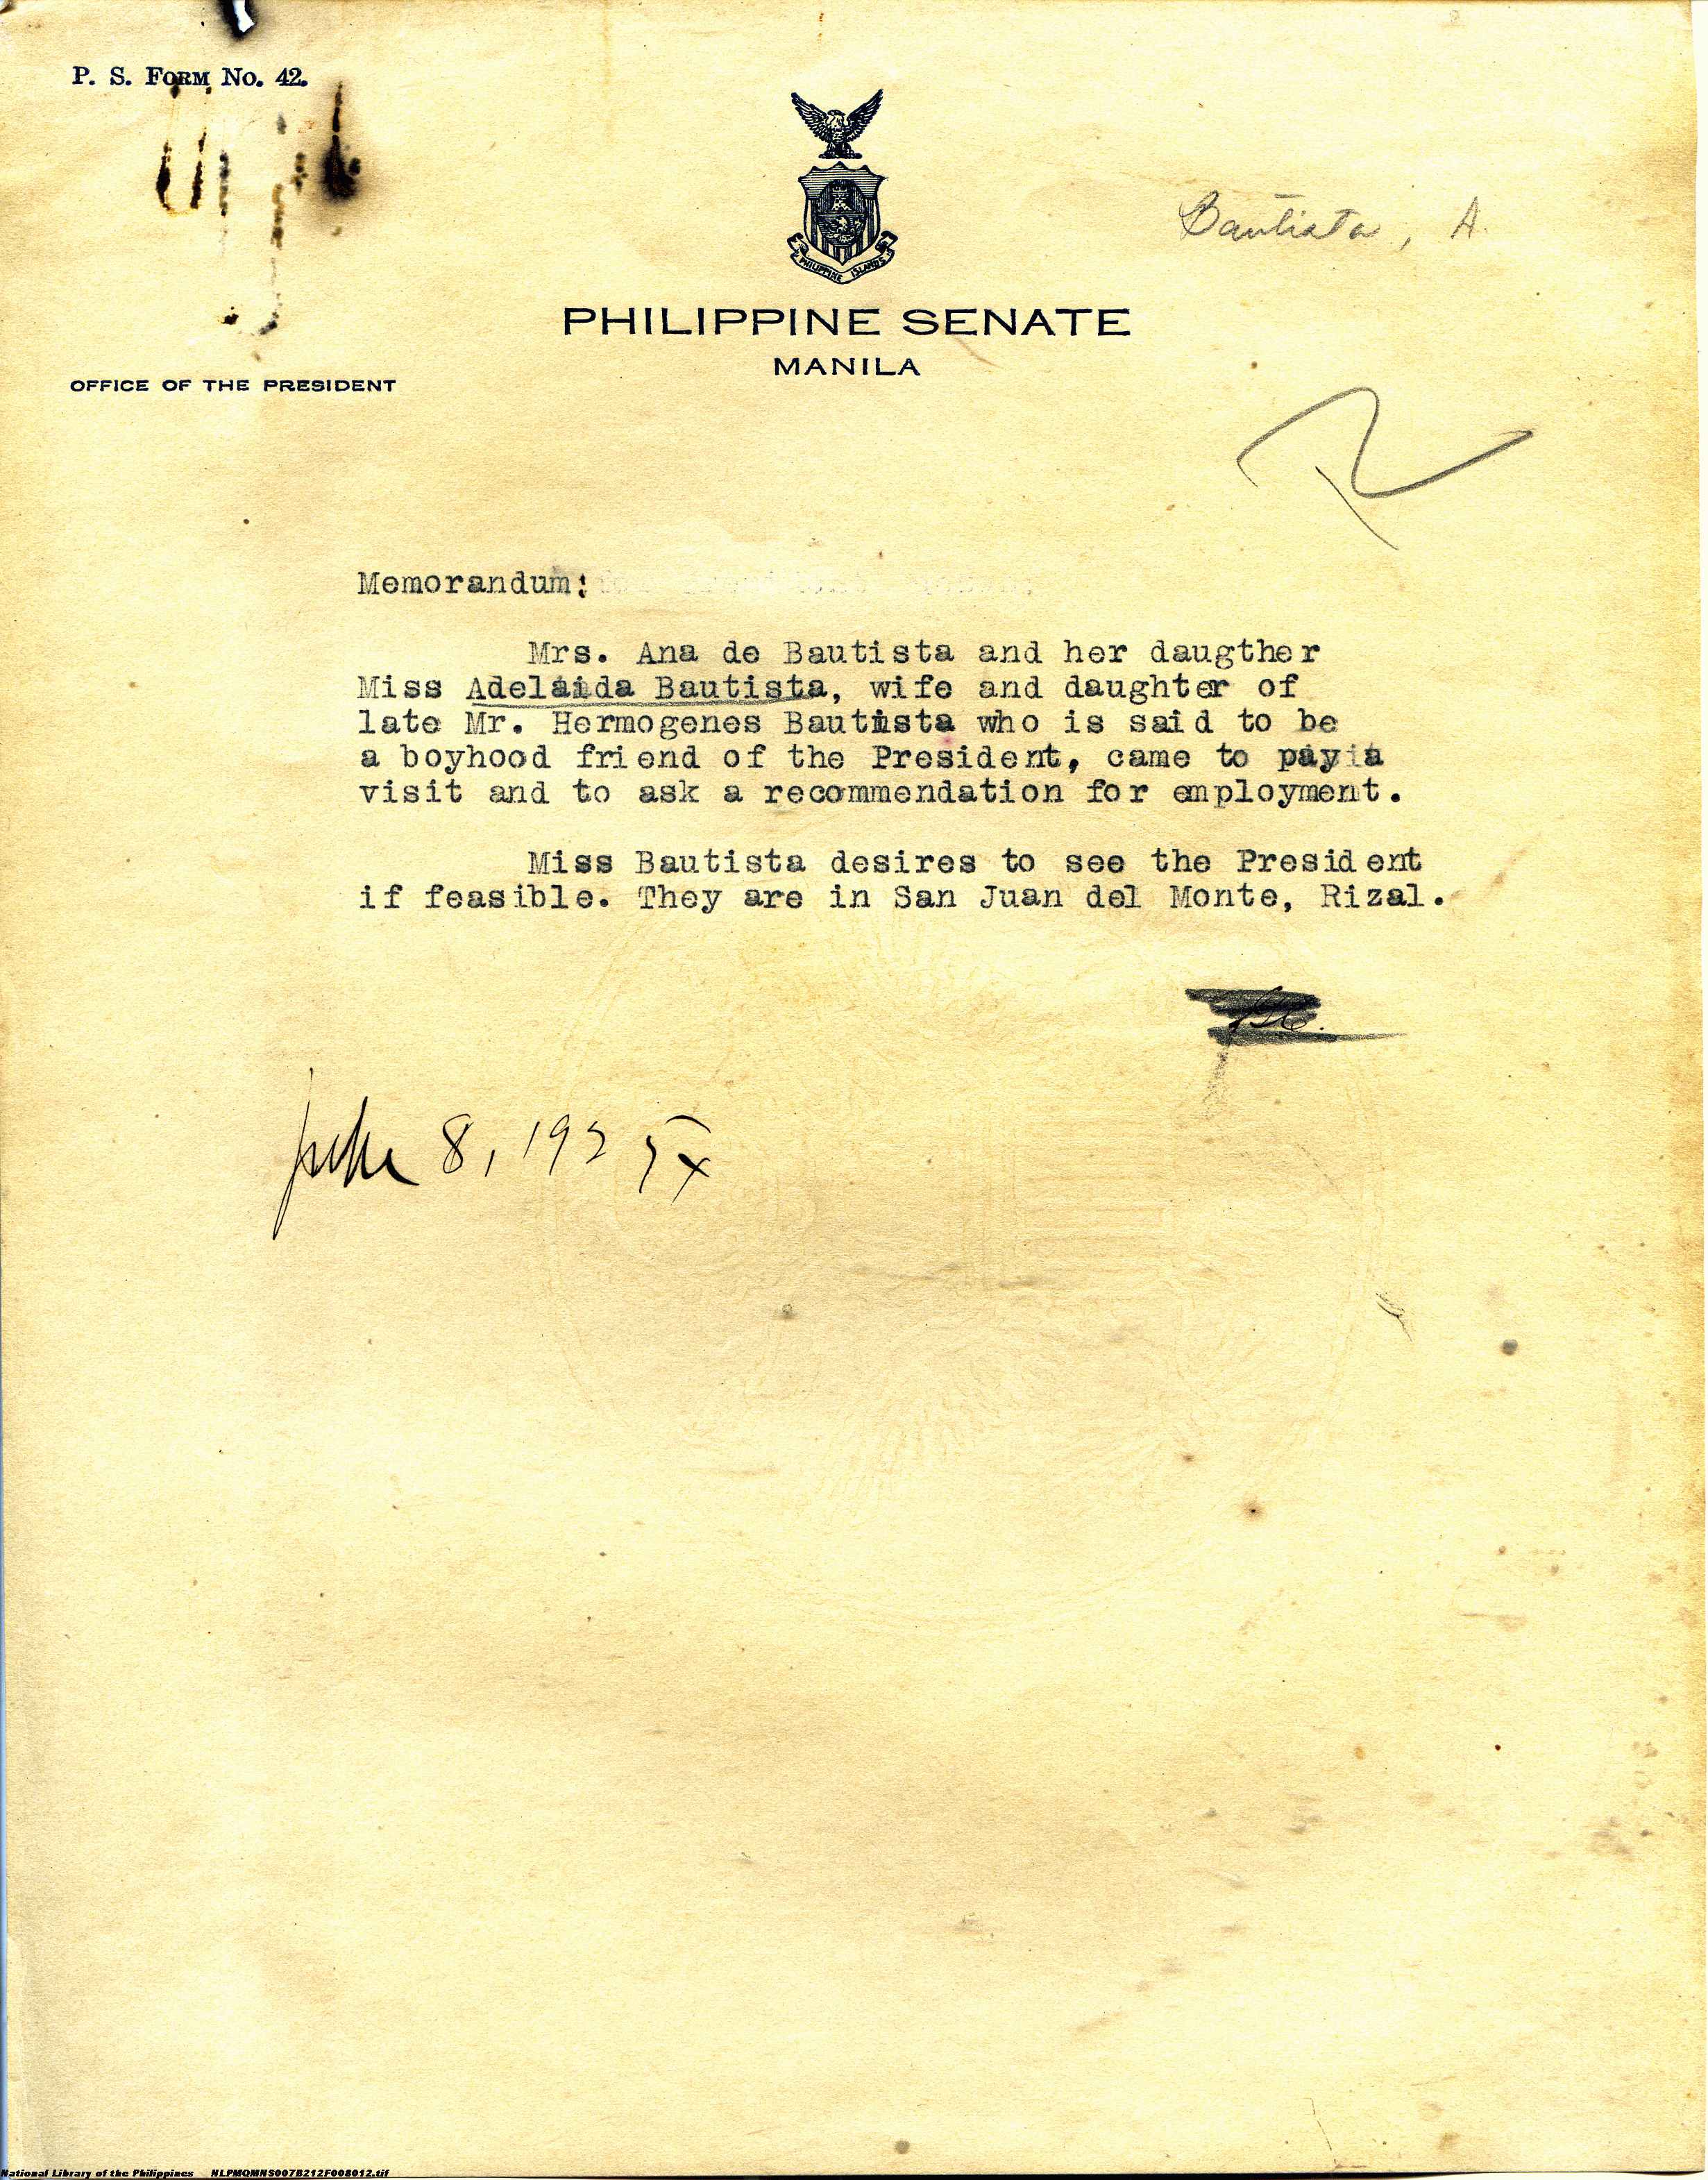 P. S. FORM No. 42.
Bautista, A.
PHILIPPINE ISLANDS
PHILIPPINE SENATE
MANILA
OFFICE OF THE PRESIDENT
Memorandum:
Mrs. Ana de Bautista and her daugther
Miss Adelaida Bautista, wife and daughter of
late Mr. Hermogenes Bautista who is said to be
a boyhood friend of the President, came to pay a
visit and to ask a recommendation for employment.
Miss Bautista desires to see the President
if feasible. They are in San Juan del Monte, Rizal.
8, 192
National Library of the Philippines NLPMQMNS007B212F008012.tif